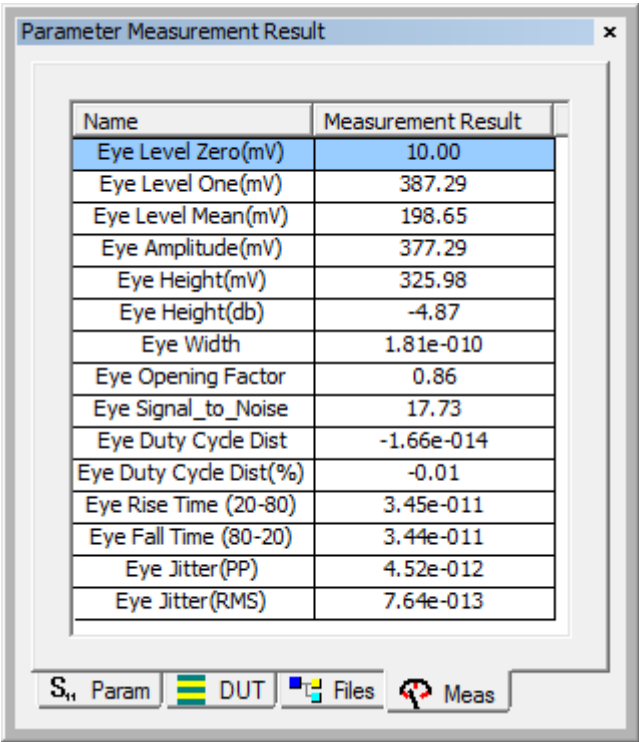 Parameter Measurement Result
Name Measurement Result
Eye Level Zero(mV) 10.00
Eye Level One(mV) 387.29
Eye Level Mean(mV) 198.65
Eye Amplitude(mV) 377.29
Eye Height(mV) 325.98
Eye Height(db) -4.87
Eye Width 1.81e-010
Eye Opening Factor 0.86
Eye Signal_to_Noise 17.73
Eye Duty Cycle Dist -1.66e-014
Eye Duty Cycle Dist(%) -0.01
Eye Rise Time (20-80) 3.45e-011
Eye Fall Time (80-20) 3.44e-011
Eye Jitter(PP) 4.52e-012
Eye Jitter(RMS) 7.64e-013
S₁₁ Param DUT Files Meas